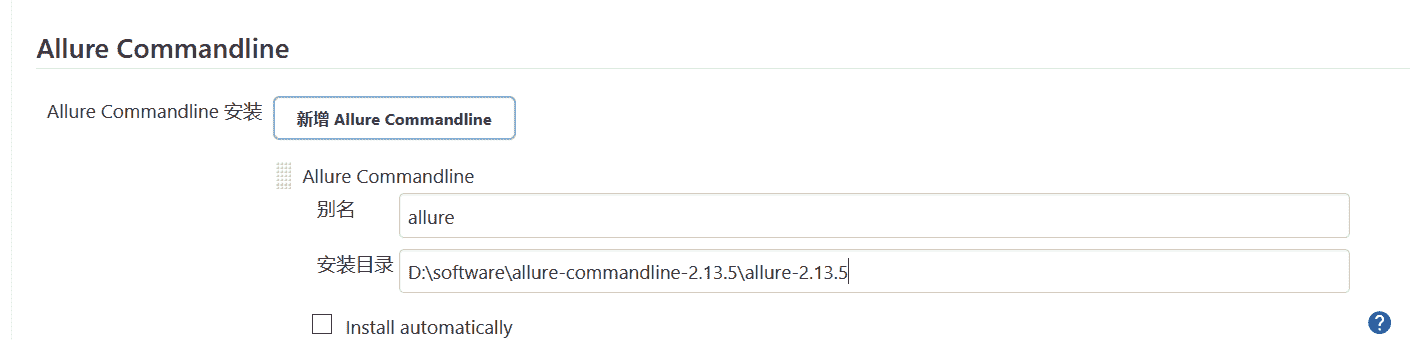 Allure Commandline
Allure Commandline 安装
新增 Allure Commandline
Allure Commandline
别名
allure
安装目录
D:\software\allure-commandline-2.13.5\allure-2.13.5
Install automatically
?